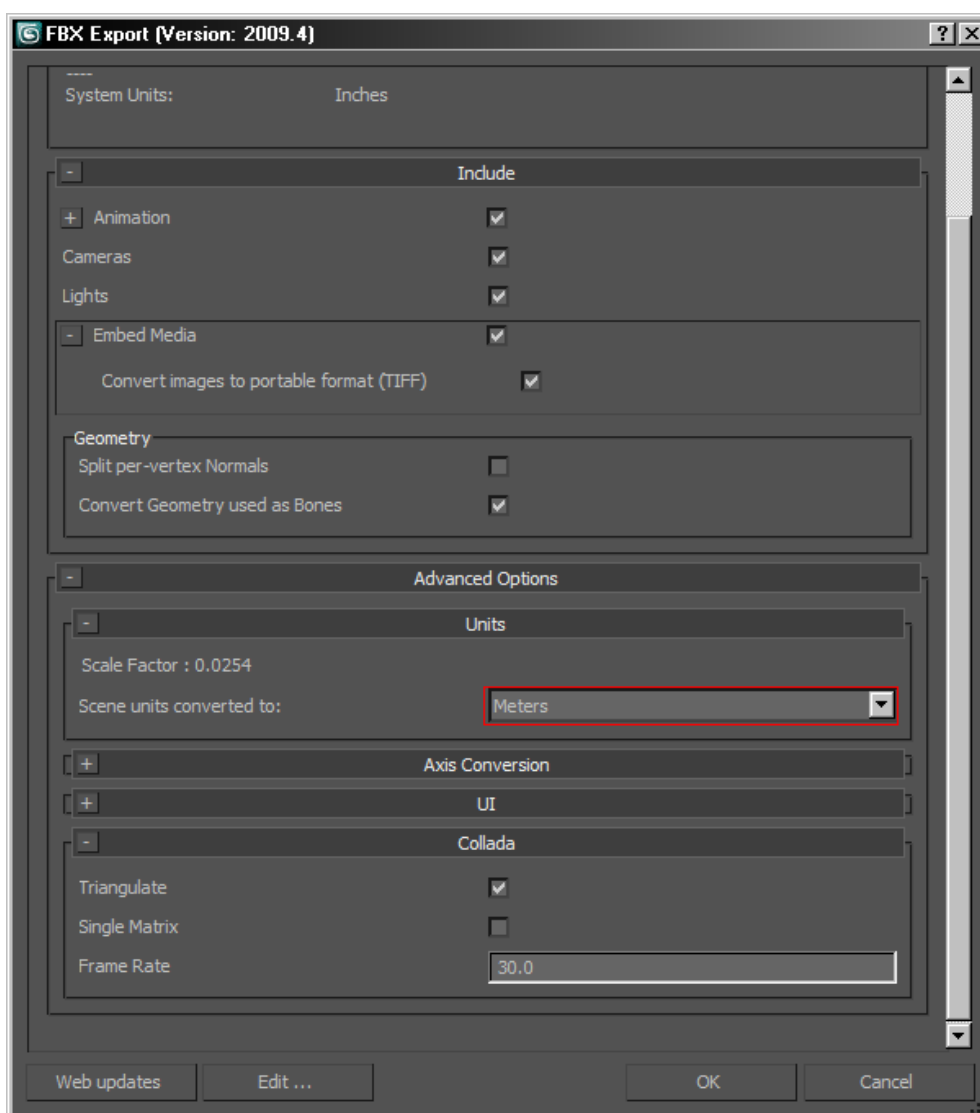 FBX Export (Version: 2009.4)
----
System Units: Inches
- Include
+ Animation
Cameras
Lights
- Embed Media
Convert images to portable format (TIFF)
Geometry
Split per-vertex Normals
Convert Geometry used as Bones
- Advanced Options
- Units
Scale Factor : 0.0254
Scene units converted to: Meters
+ Axis Conversion
+ UI
- Collada
Triangulate
Single Matrix
Frame Rate 30.0
Web updates Edit ... OK Cancel